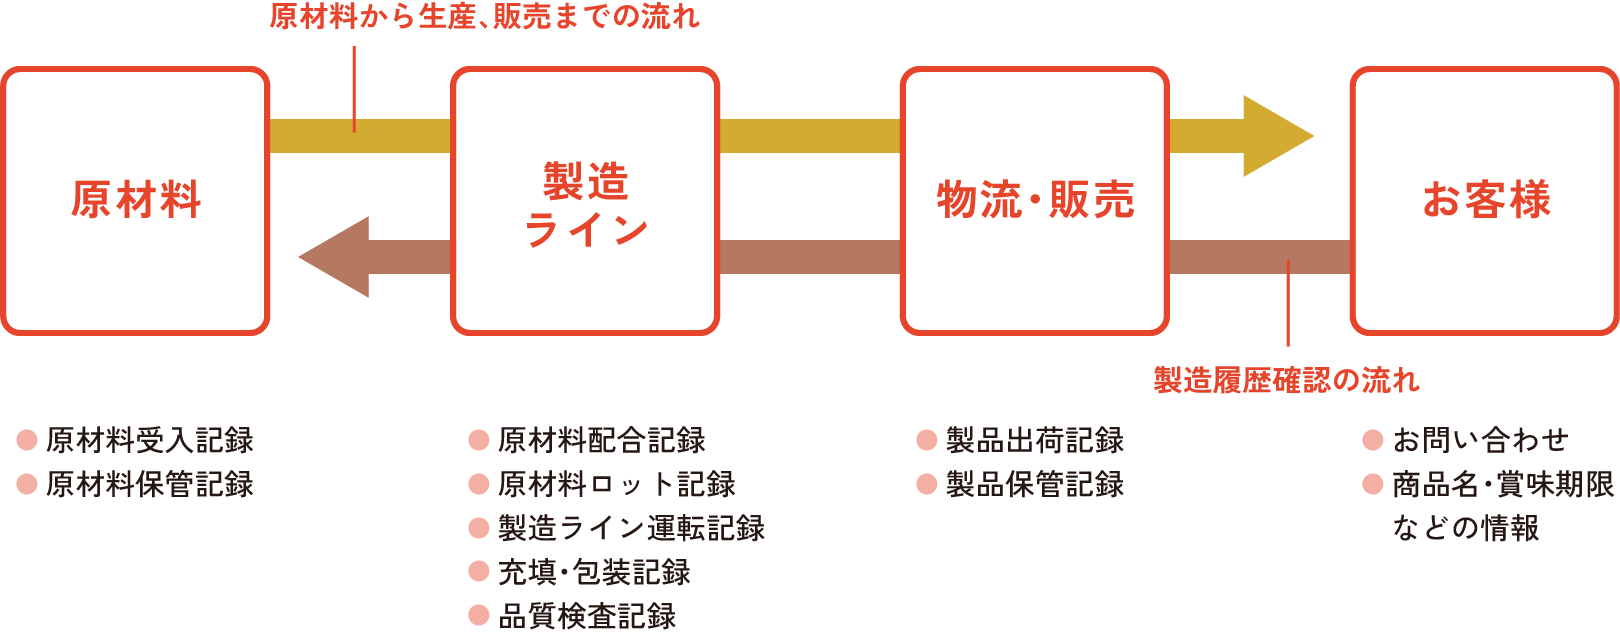 原材料から生産、販売までの流れ
原材料
製造
ライン
物流・販売
お客様
製造履歴確認の流れ
原材料受入記録
原材料保管記録
原材料配合記録
原材料ロット記録
製造ライン運転記録
充填・包装記録
品質検査記録
製品出荷記録
製品保管記録
お問い合わせ
商品名・賞味期限
などの情報